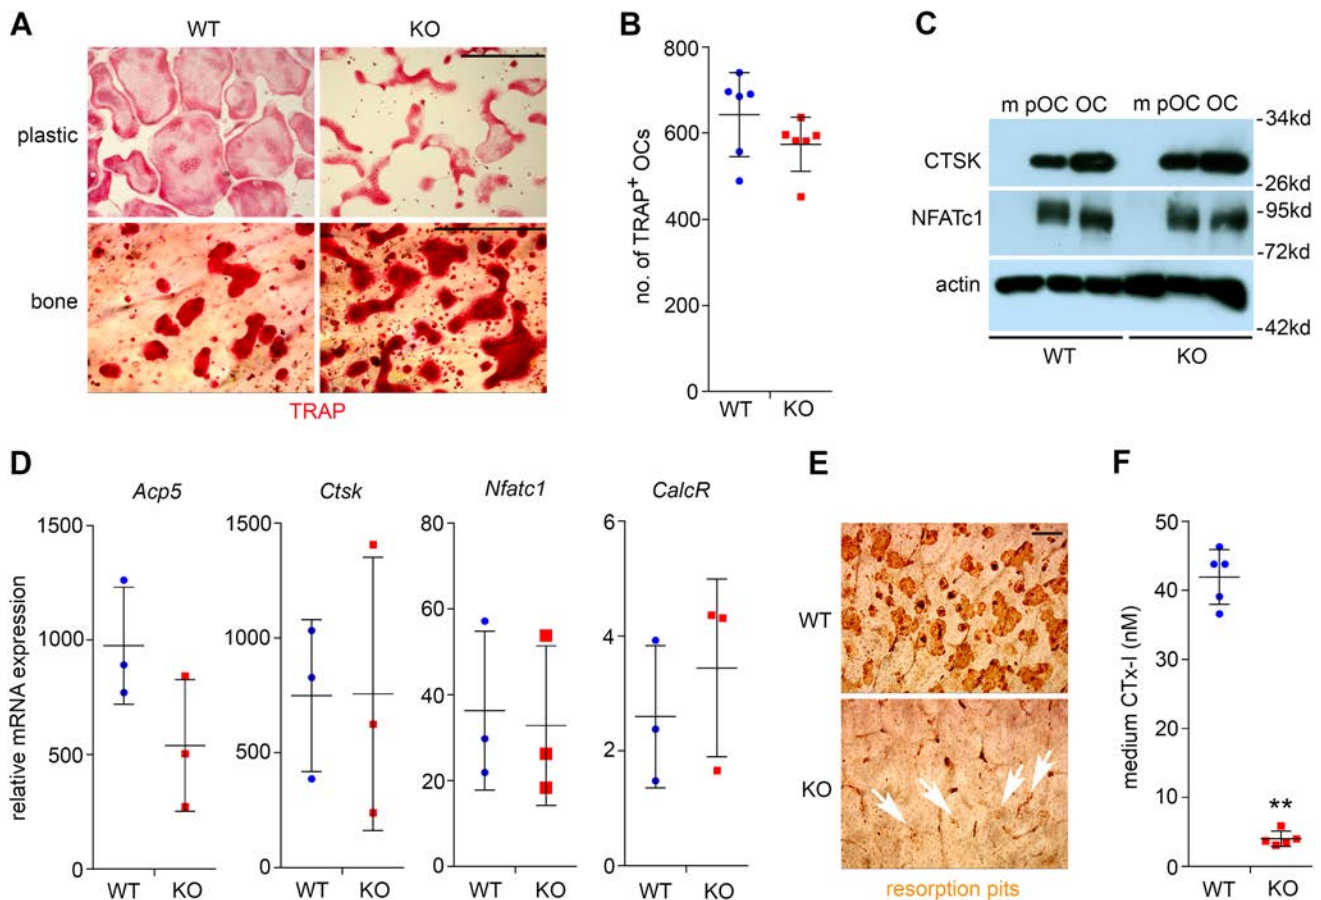 A
WT KO
plastic
bone
TRAP
B
no. of TRAP+ OCs
800
600
400
200
0
WT KO
C
m pOC OC m pOC OC
-34kd
CTSK
-26kd
NFATc1
-95kd
-72kd
actin
-42kd
WT KO
D
relative mRNA expression
Acp5
1500
1000
500
0
WT KO
Ctsk
1500
1000
500
0
WT KO
Nfatc1
80
60
40
20
0
WT KO
CalcR
6
4
2
0
WT KO
E
WT
KO
resorption pits
F
medium CTx-I (nM)
50
40
30
20
10
0
**
WT KO